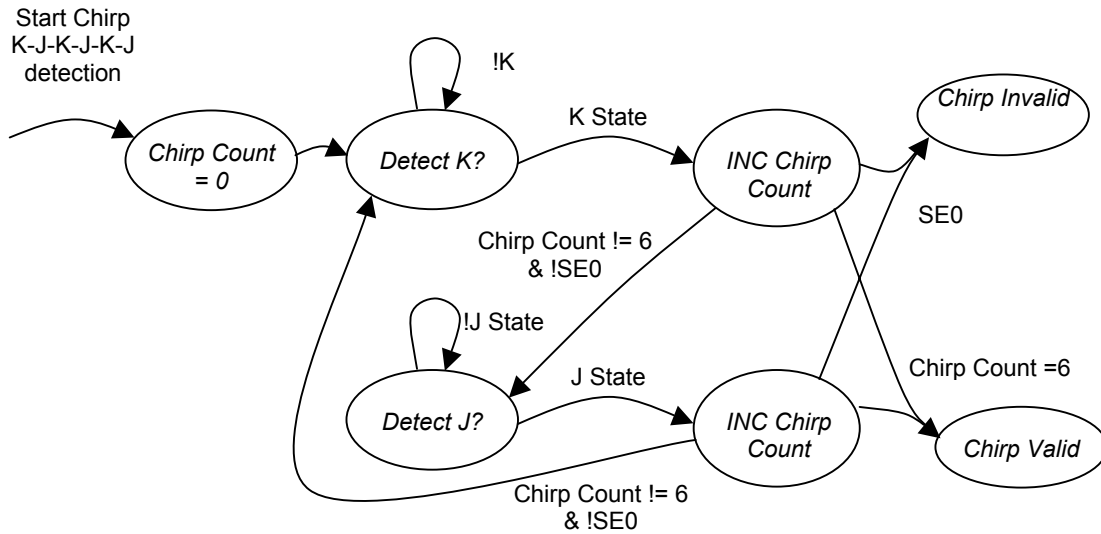 Start Chirp
K-J-K-J-K-J
detection
!K
Chirp Invalid
K State
Chirp Count
= 0
Detect K?
INC Chirp
Count
SE0
Chirp Count != 6
& !SE0
!J State
J State
Chirp Count =6
Detect J?
INC Chirp
Count
Chirp Valid
Chirp Count != 6
& !SE0